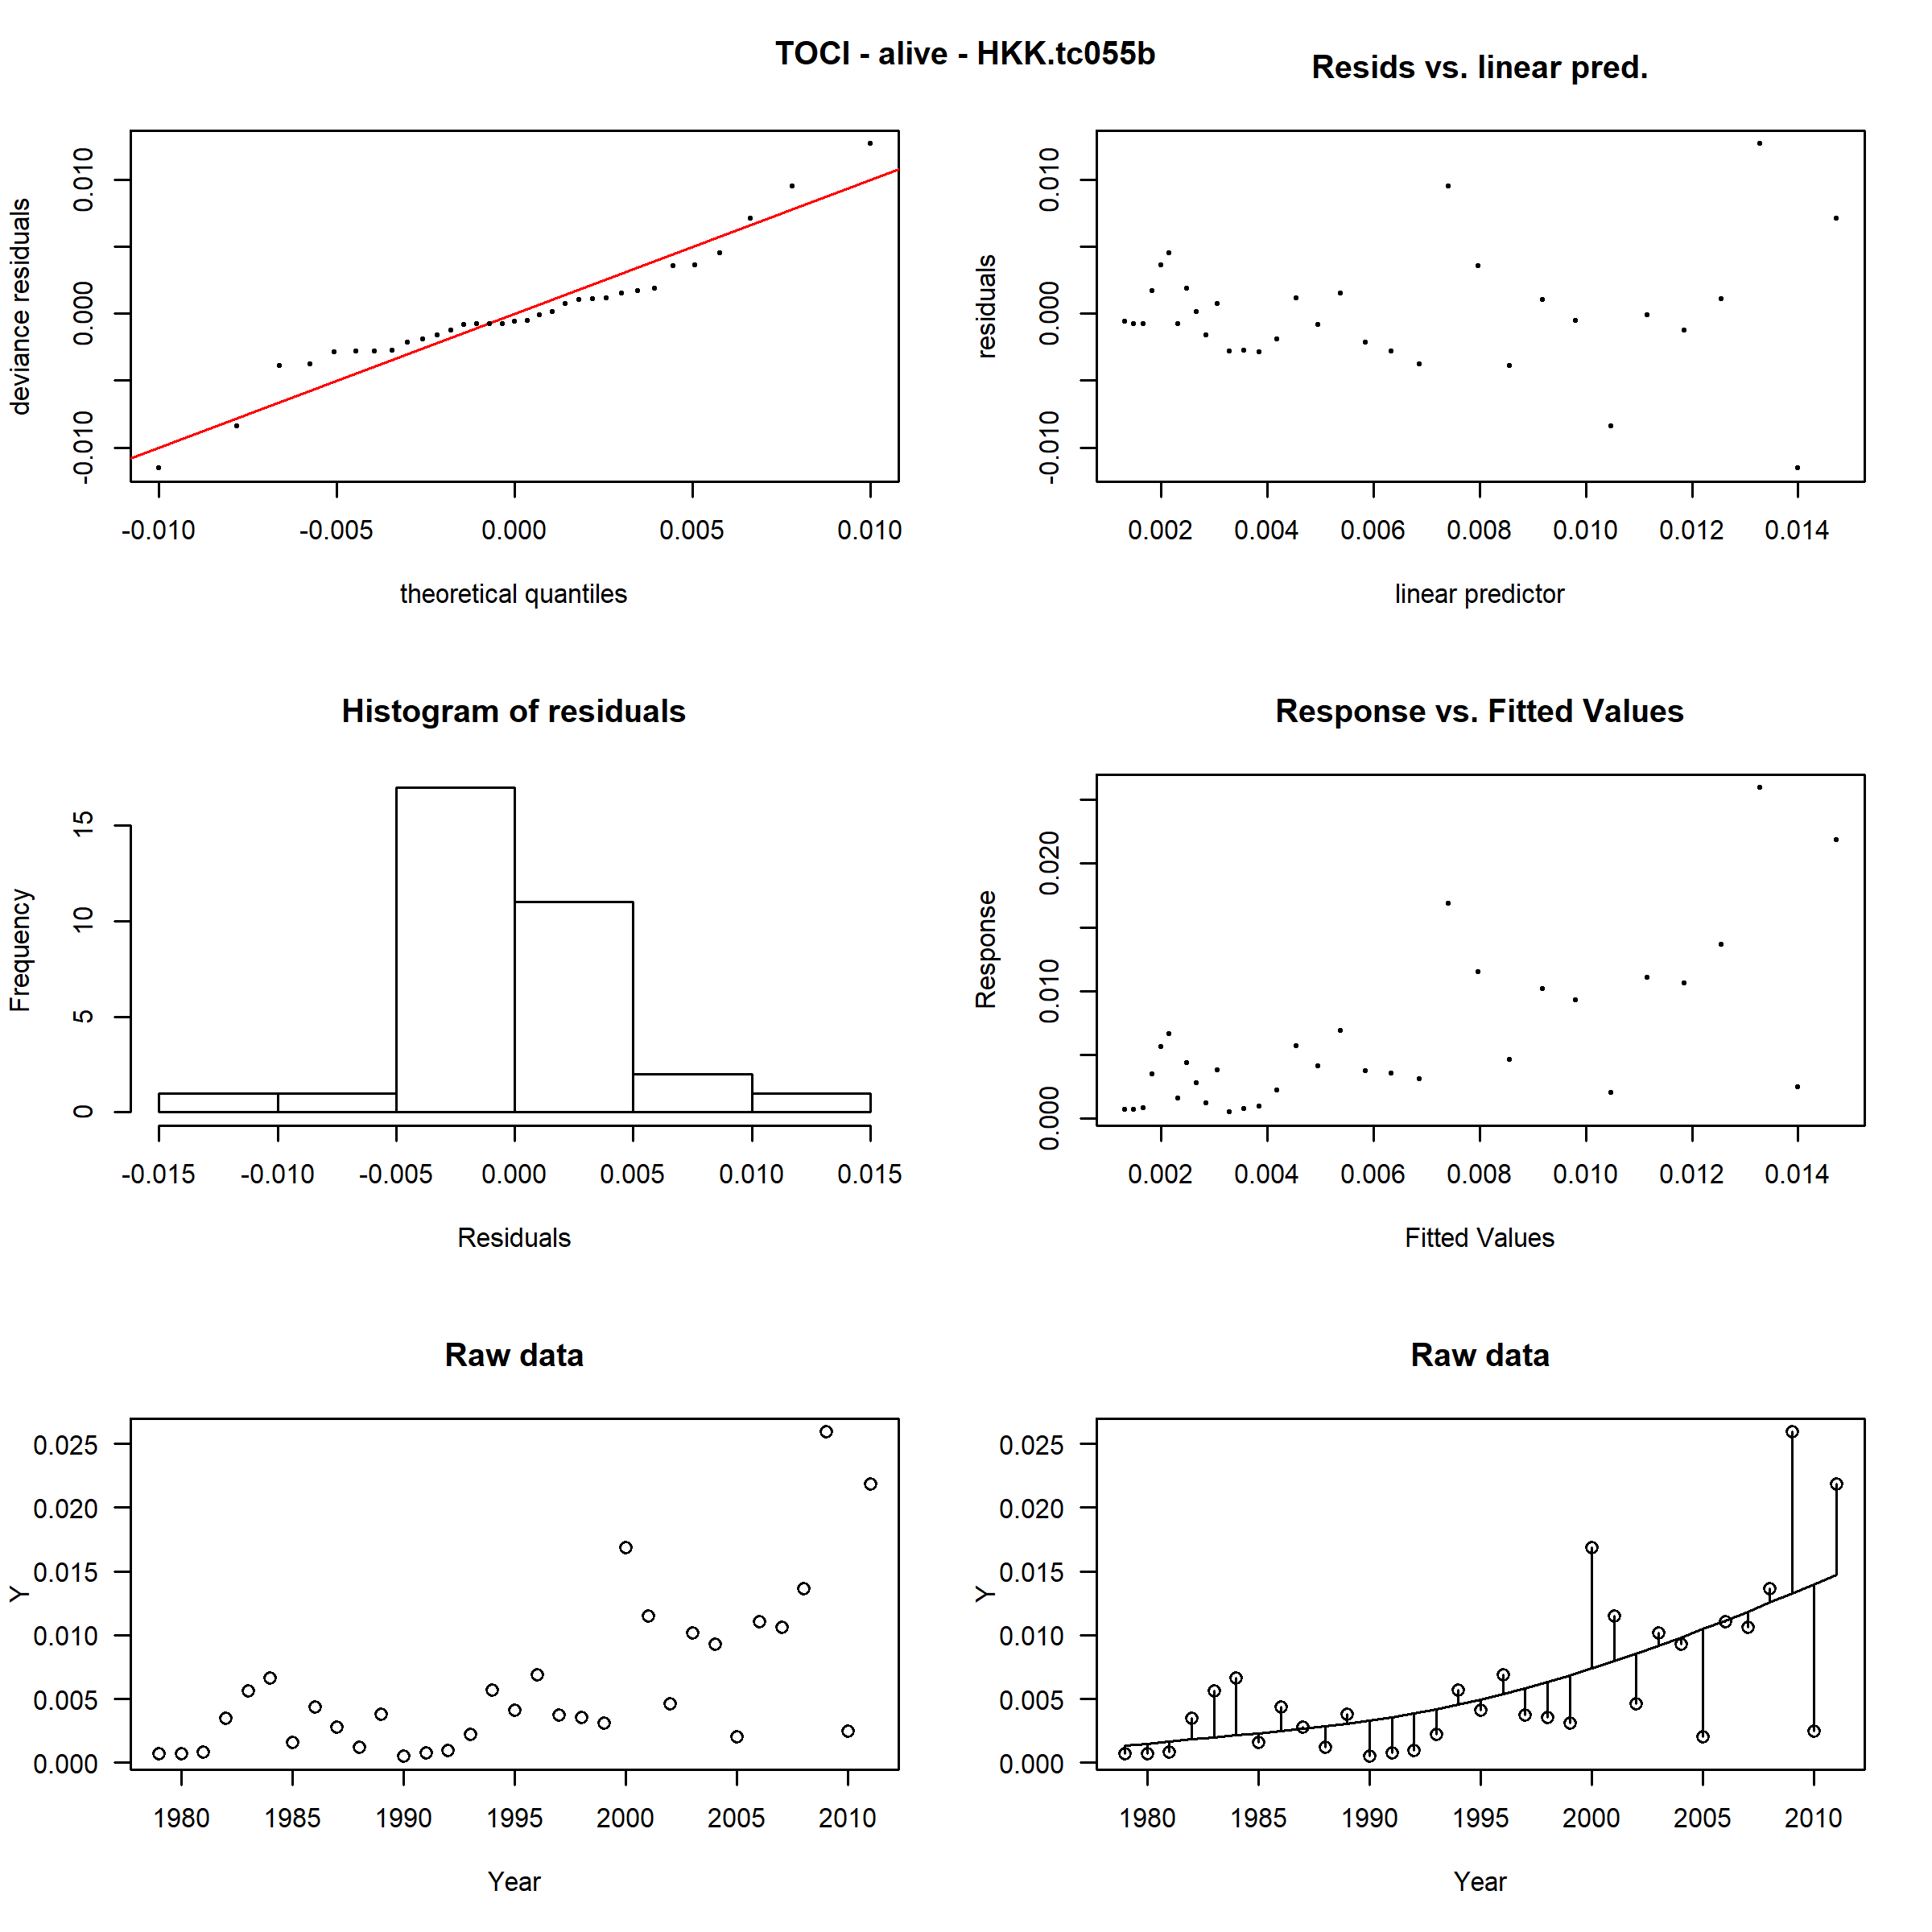 TOCI - alive - HKK.tc055b
Resids vs. linear pred.
deviance residuals
-0.010 0.000 0.010
-0.010 -0.005 0.000 0.005 0.010
theoretical quantiles
residuals
-0.010 0.000 0.010
0.002 0.004 0.006 0.008 0.010 0.012 0.014
linear predictor
Histogram of residuals
Frequency
0 5 10 15
-0.015 -0.010 -0.005 0.000 0.005 0.010 0.015
Residuals
Response vs. Fitted Values
Response
0.000 0.010 0.020
0.002 0.004 0.006 0.008 0.010 0.012 0.014
Fitted Values
Raw data
Y
0.025
0.020
0.015
0.010
0.005
0.000
1980 1985 1990 1995 2000 2005 2010
Year
Raw data
Y
0.025
0.020
0.015
0.010
0.005
0.000
1980 1985 1990 1995 2000 2005 2010
Year